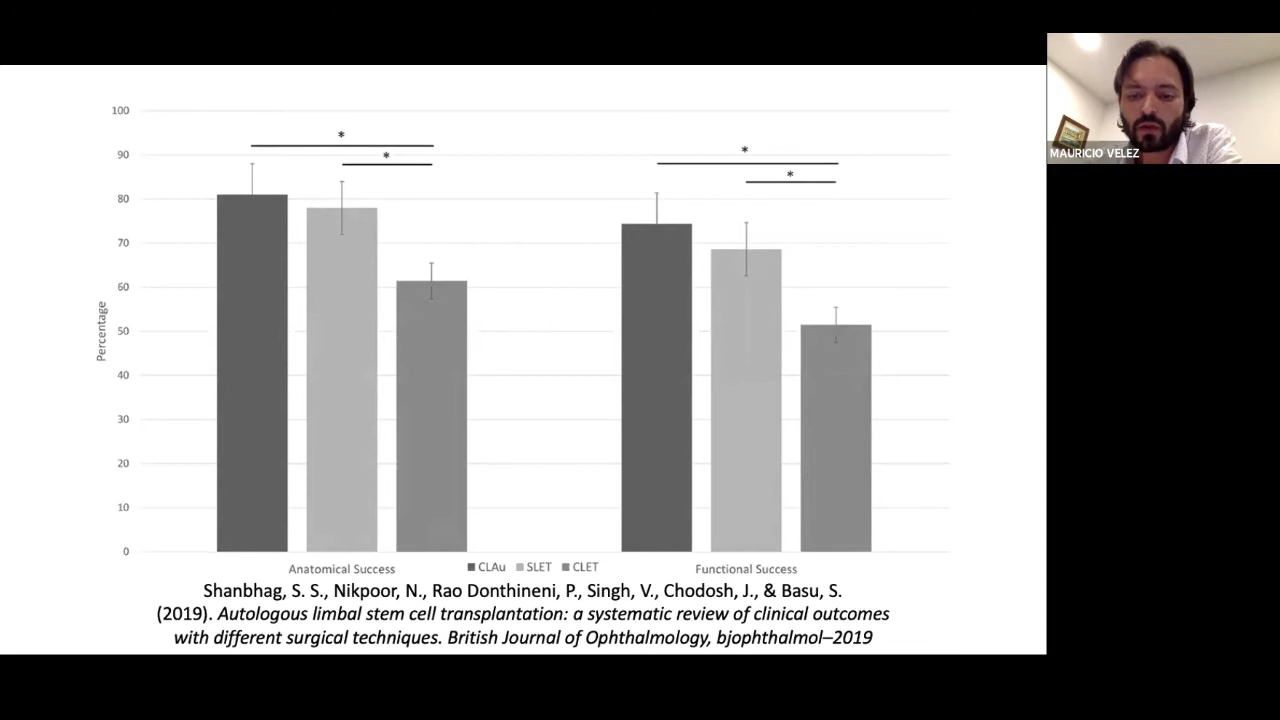 MAURICIO VELEZ
100
90
80
70
60
50
40
30
20
10
0
Percentage
*
*
*
*
Anatomical Success
CLAu SLET CLET
Functional Success
Shanbhag, S. S., Nikpoor, N., Rao Donthineni, P., Singh, V., Chodosh, J., & Basu, S.
(2019). Autologous limbal stem cell transplantation: a systematic review of clinical outcomes
with different surgical techniques. British Journal of Ophthalmology, bjophthalmol–2019